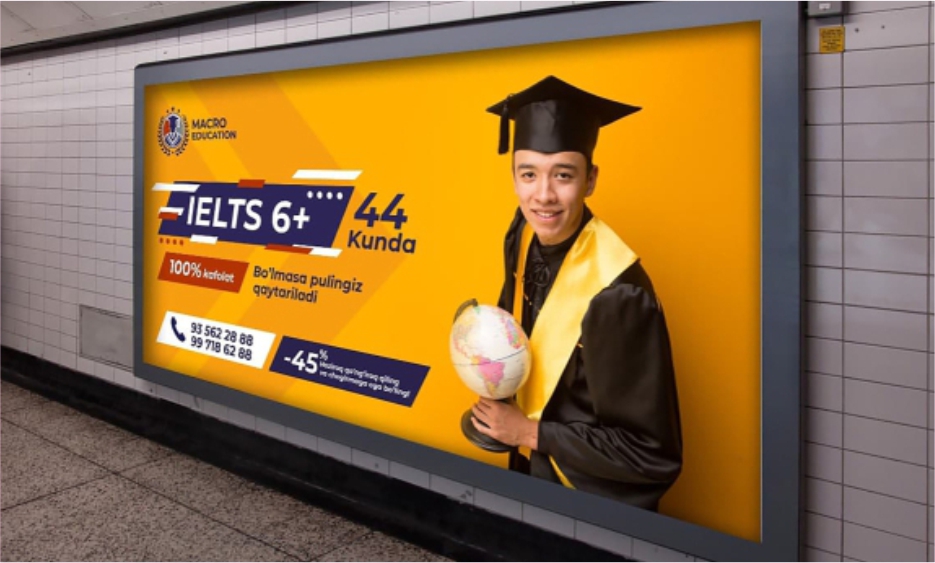 MACRO
EDUCATION
IELTS 6+
44
Kunda
100% kafolat
Bo'lmasa pulingiz
qaytariladi
93 562 28 88
99 718 62 88
-45%
Hoziroq qo'ng'iroq qiling
va chegirmaga ega bo'ling!